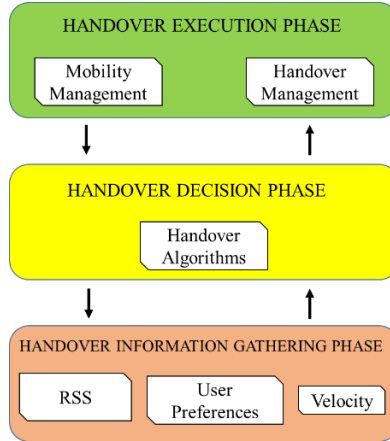 HANDOVER EXECUTION PHASE
Mobility
Management
Handover
Management
HANDOVER DECISION PHASE
Handover
Algorithms
HANDOVER INFORMATION GATHERING PHASE
RSS
User
Preferences
Velocity